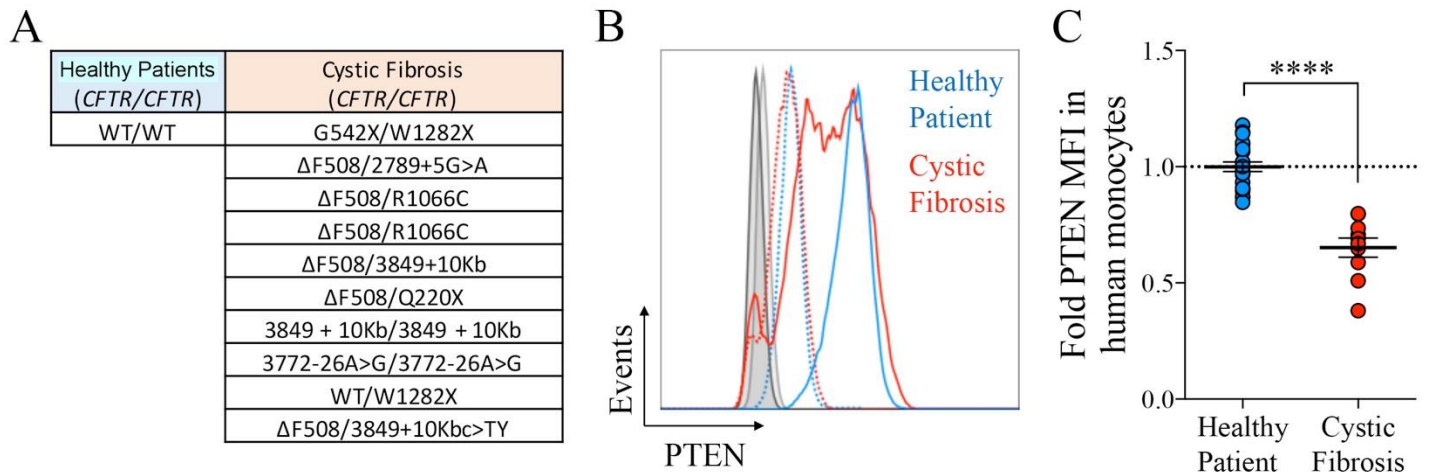 A
Healthy Patients
(CFTR/CFTR)
Cystic Fibrosis
(CFTR/CFTR)
WT/WT
G542X/W1282X
ΔF508/2789+5G>A
ΔF508/R1066C
ΔF508/R1066C
ΔF508/3849+10Kb
ΔF508/Q220X
3849 + 10Kb/3849 + 10Kb
3772-26A>G/3772-26A>G
WT/W1282X
ΔF508/3849+10Kbc>TY
B
Healthy
Patient
Cystic
Fibrosis
Events
PTEN
C
Fold PTEN MFI in
human monocytes
1.5
1.0
0.5
0.0
****
Healthy
Patient
Cystic
Fibrosis